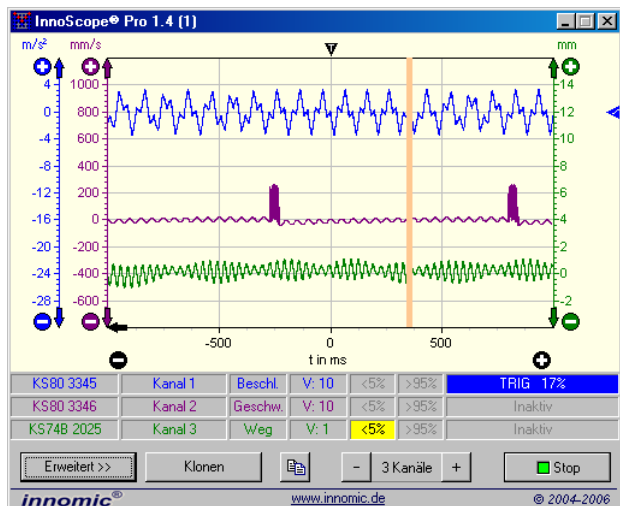 InnoScope® Pro 1.4 (1)
m/s² mm/s mm
T
4 1000 14
0 800 12
-4 600 10
-8 400 8
-12 200 6
-16 0 4
-20 -200 2
-24 -400 0
-28 -600 -2
-500 0 500
t in ms
KS80 3345 Kanal 1 Beschl. V: 10 <5% >95% TRIG 17%
KS80 3346 Kanal 2 Geschw. V: 10 <5% >95% Inaktiv
KS74B 2025 Kanal 3 Weg V: 1 <5% >95% Inaktiv
Erweitert >> Klonen - 3 Kanäle + Stop
innomic® www.innomic.de © 2004-2006